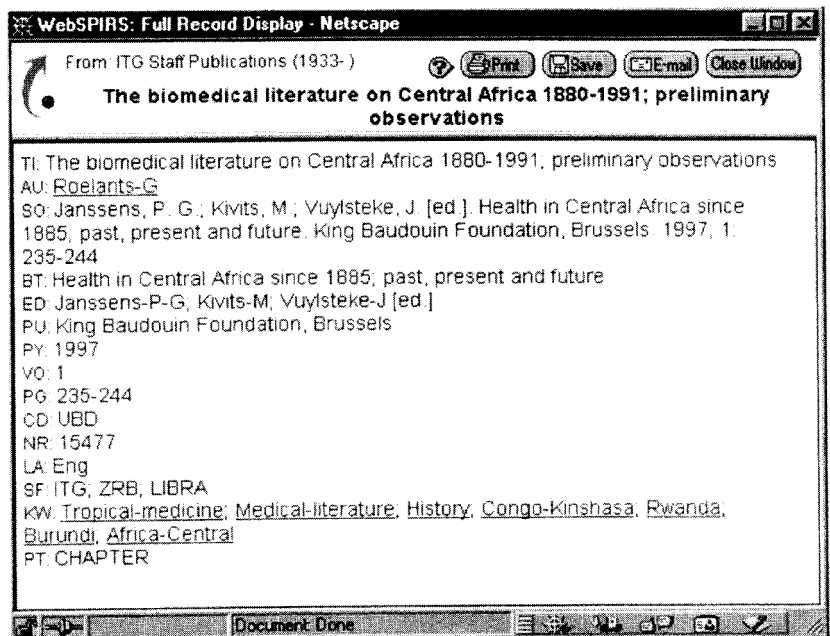 WebSPIRS: Full Record Display - Netscape
From: ITG Staff Publications (1933- )
? Print Save E-mail Close Window
The biomedical literature on Central Africa 1880-1991; preliminary
observations
TI: The biomedical literature on Central Africa 1880-1991; preliminary observations
AU: Roelants-G
SO: Janssens, P. G.; Kivits, M.; Vuylsteke, J. [ed.]. Health in Central Africa since
1885; past, present and future. King Baudouin Foundation, Brussels. 1997; 1:
235-244
BT: Health in Central Africa since 1885; past, present and future
ED: Janssens-P-G; Kivits-M; Vuylsteke-J [ed.]
PU: King Baudouin Foundation, Brussels
PY: 1997
VO: 1
PG: 235-244
CD: UBD
NR: 15477
LA: Eng
SF: ITG; ZRB; LIBRA
KW: Tropical-medicine; Medical-literature; History; Congo-Kinshasa; Rwanda;
Burundi; Africa-Central
PT: CHAPTER
Document: Done